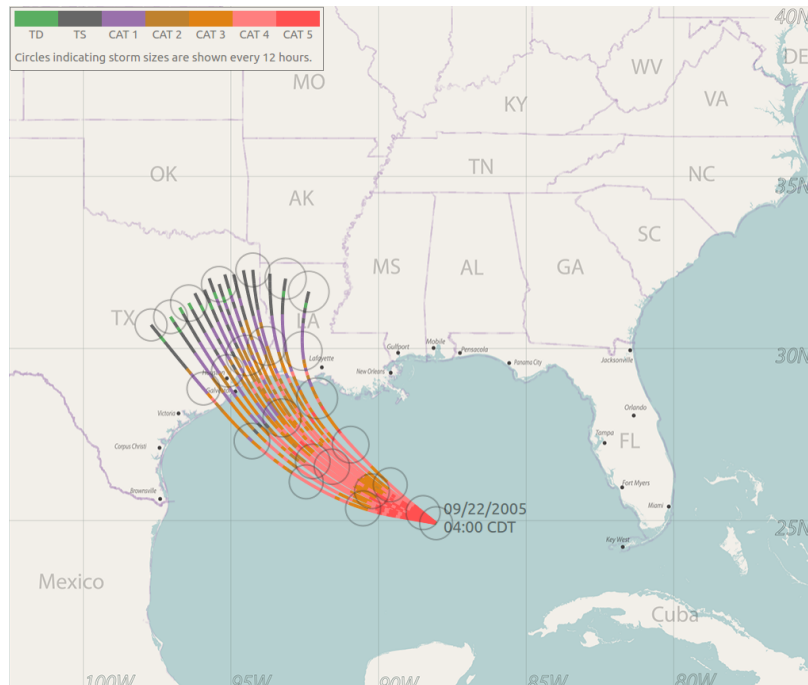 TD TS CAT 1 CAT 2 CAT 3 CAT 4 CAT 5
Circles indicating storm sizes are shown every 12 hours.
40N
DE
WV
MO
VA
KY
OK
TN
NC
35N
AK
SC
MS
AL
GA
TX
LA
Mobile
Gulfport
Pensacola
30N
Lafayette
Panama City
Jacksonville
New Orleans
Victoria
Orlando
Tampa
FL
Corpus Christi
Fort Myers
Brownsville
Miami
09/22/2005
04:00 CDT
25N
Key West
Mexico
Cuba
100W
95W
90W
85W
80W